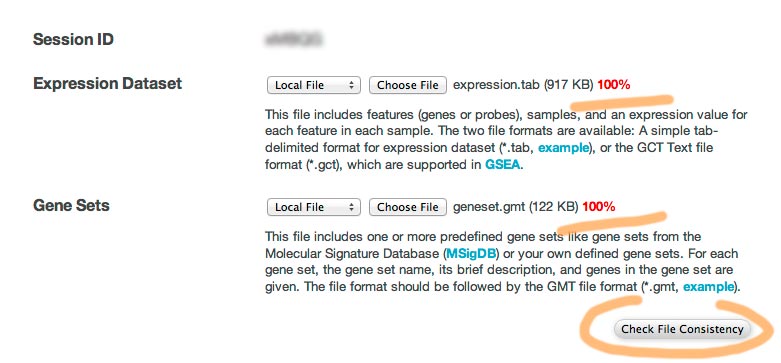 Session ID
Expression Dataset Local File Choose File expression.tab (917 KB) 100%
This file includes features (genes or probes), samples, and an expression value for
each feature in each sample. The two file formats are available: A simple tab-
delimited format for expression dataset (*.tab, example), or the GCT Text file
format (*.gct), which are supported in GSEA.
Gene Sets Local File Choose File geneset.gmt (122 KB) 100%
This file includes one or more predefined gene sets like gene sets from the
Molecular Signature Database (MSigDB) or your own defined gene sets. For each
gene set, the gene set name, its brief description, and genes in the gene set are
given. The file format should be followed by the GMT file format (*.gmt, example).
Check File Consistency